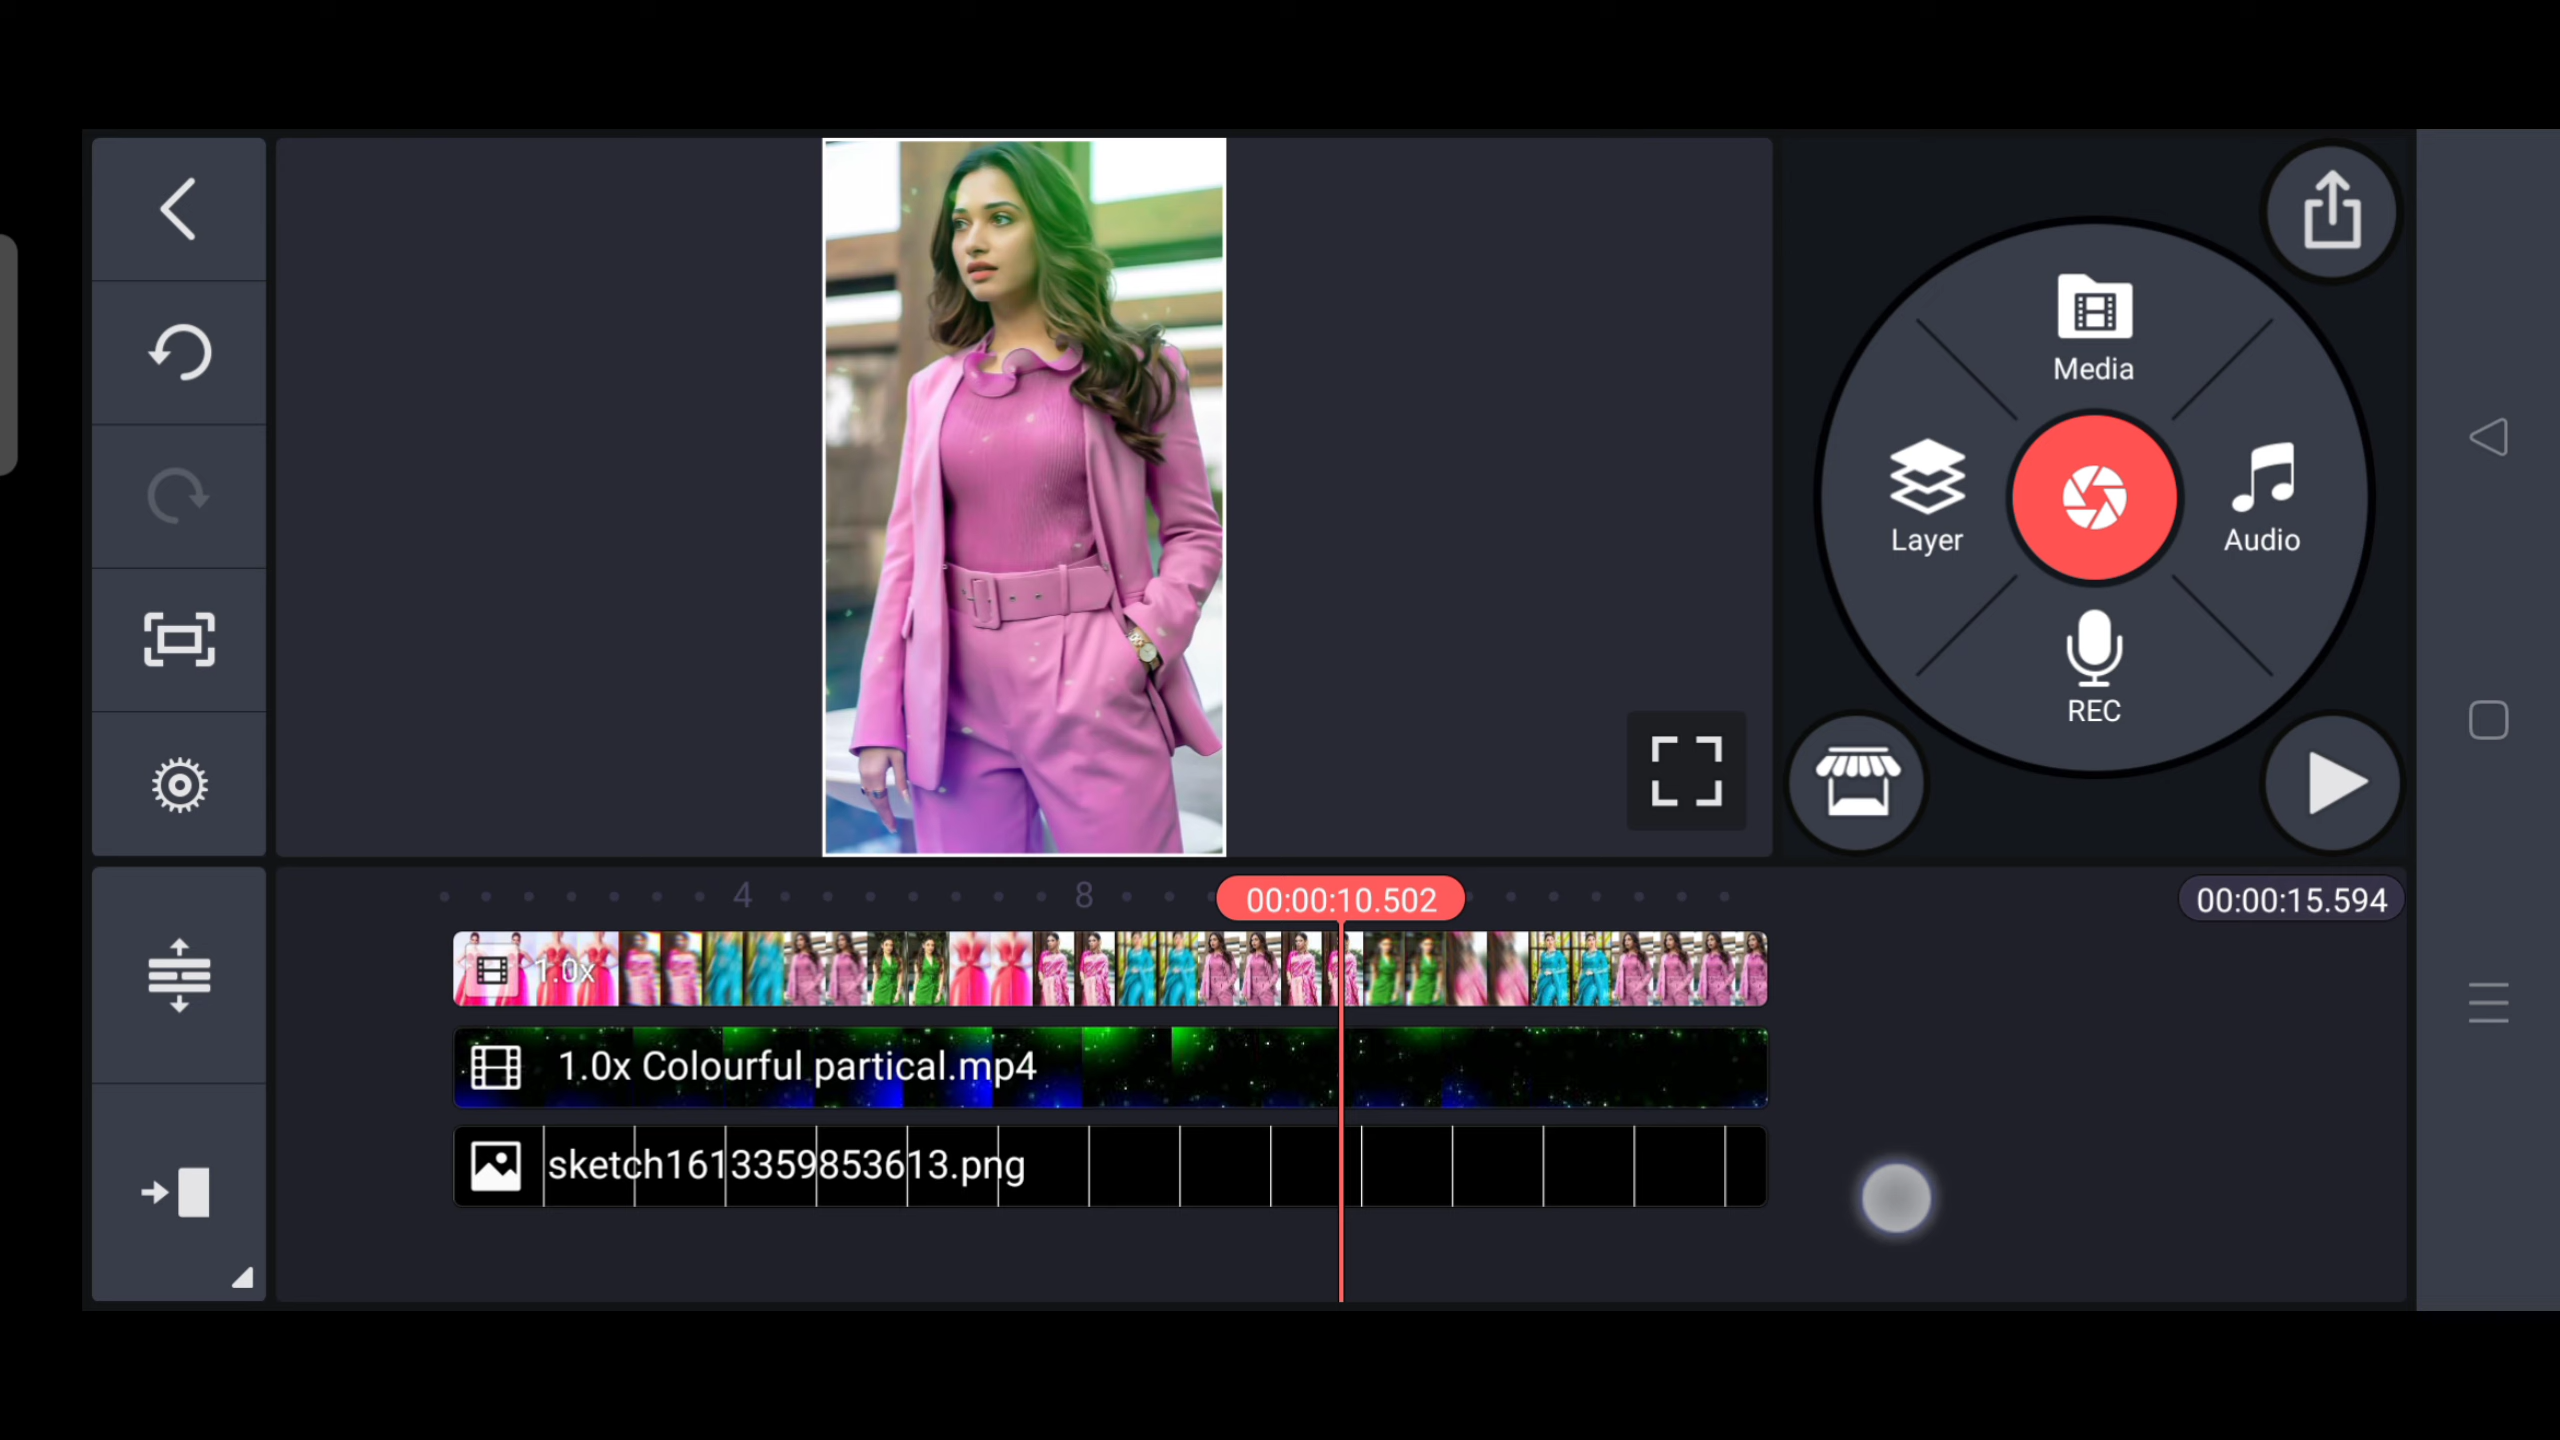 Media
Layer
Audio
REC
4
8
00:00:10.502
00:00:15.594
1.0x
1.0x Colourful partical.mp4
sketch1613359853613.png